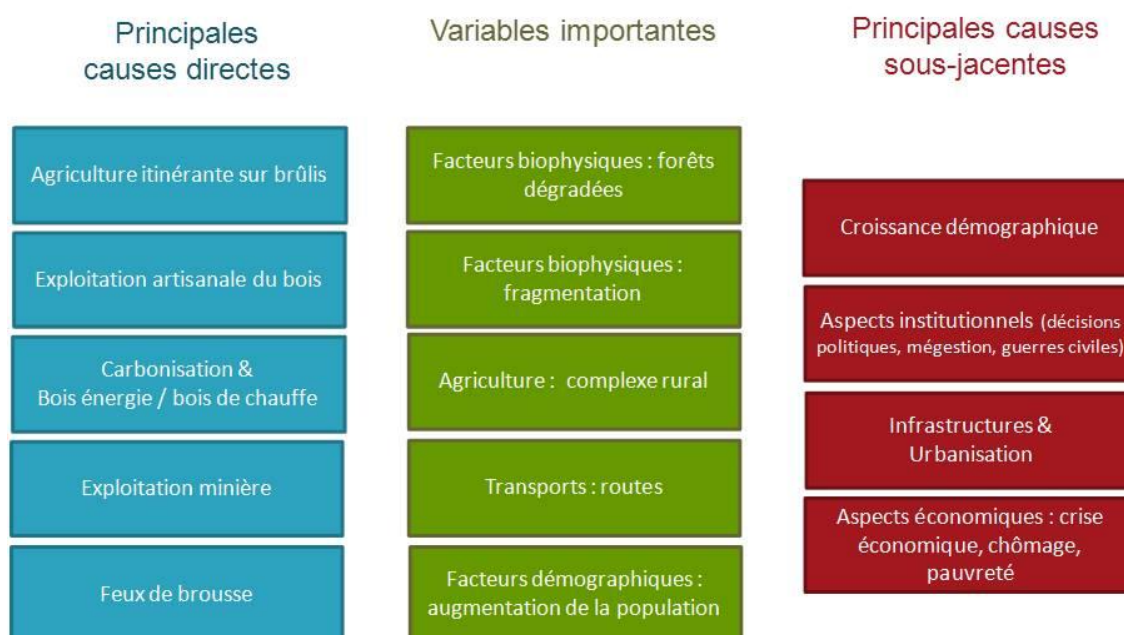 Principales
causes directes
Agriculture itinérante sur brûlis
Exploitation artisanale du bois
Carbonisation &
Bois énergie / bois de chauffe
Exploitation minière
Feux de brousse
Variables importantes
Facteurs biophysiques : forêts
dégradées
Facteurs biophysiques :
fragmentation
Agriculture : complexe rural
Transports : routes
Facteurs démographiques :
augmentation de la population
Principales causes
sous-jacentes
Croissance démographique
Aspects institutionnels (décisions
politiques, mégestion, guerres civiles)
Infrastructures &
Urbanisation
Aspects économiques : crise
économique, chômage,
pauvreté